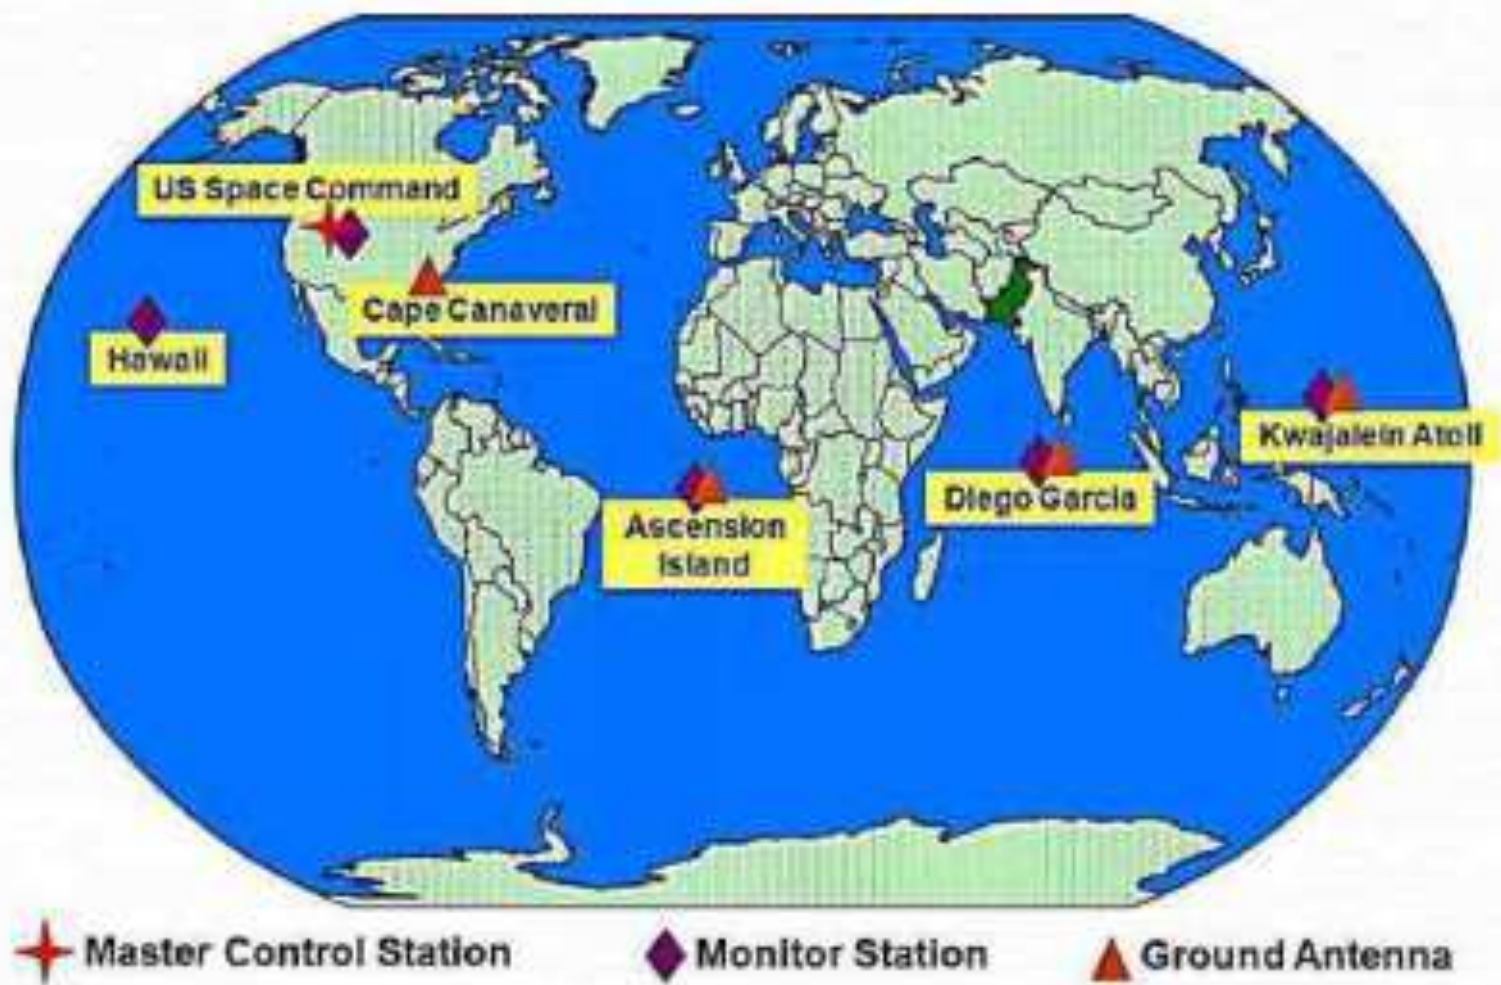 US Space Command
Cape Canaveral
Hawaii
Kwajalein Atoll
Diego Garcia
Ascension
Island
Master Control Station
Monitor Station
Ground Antenna